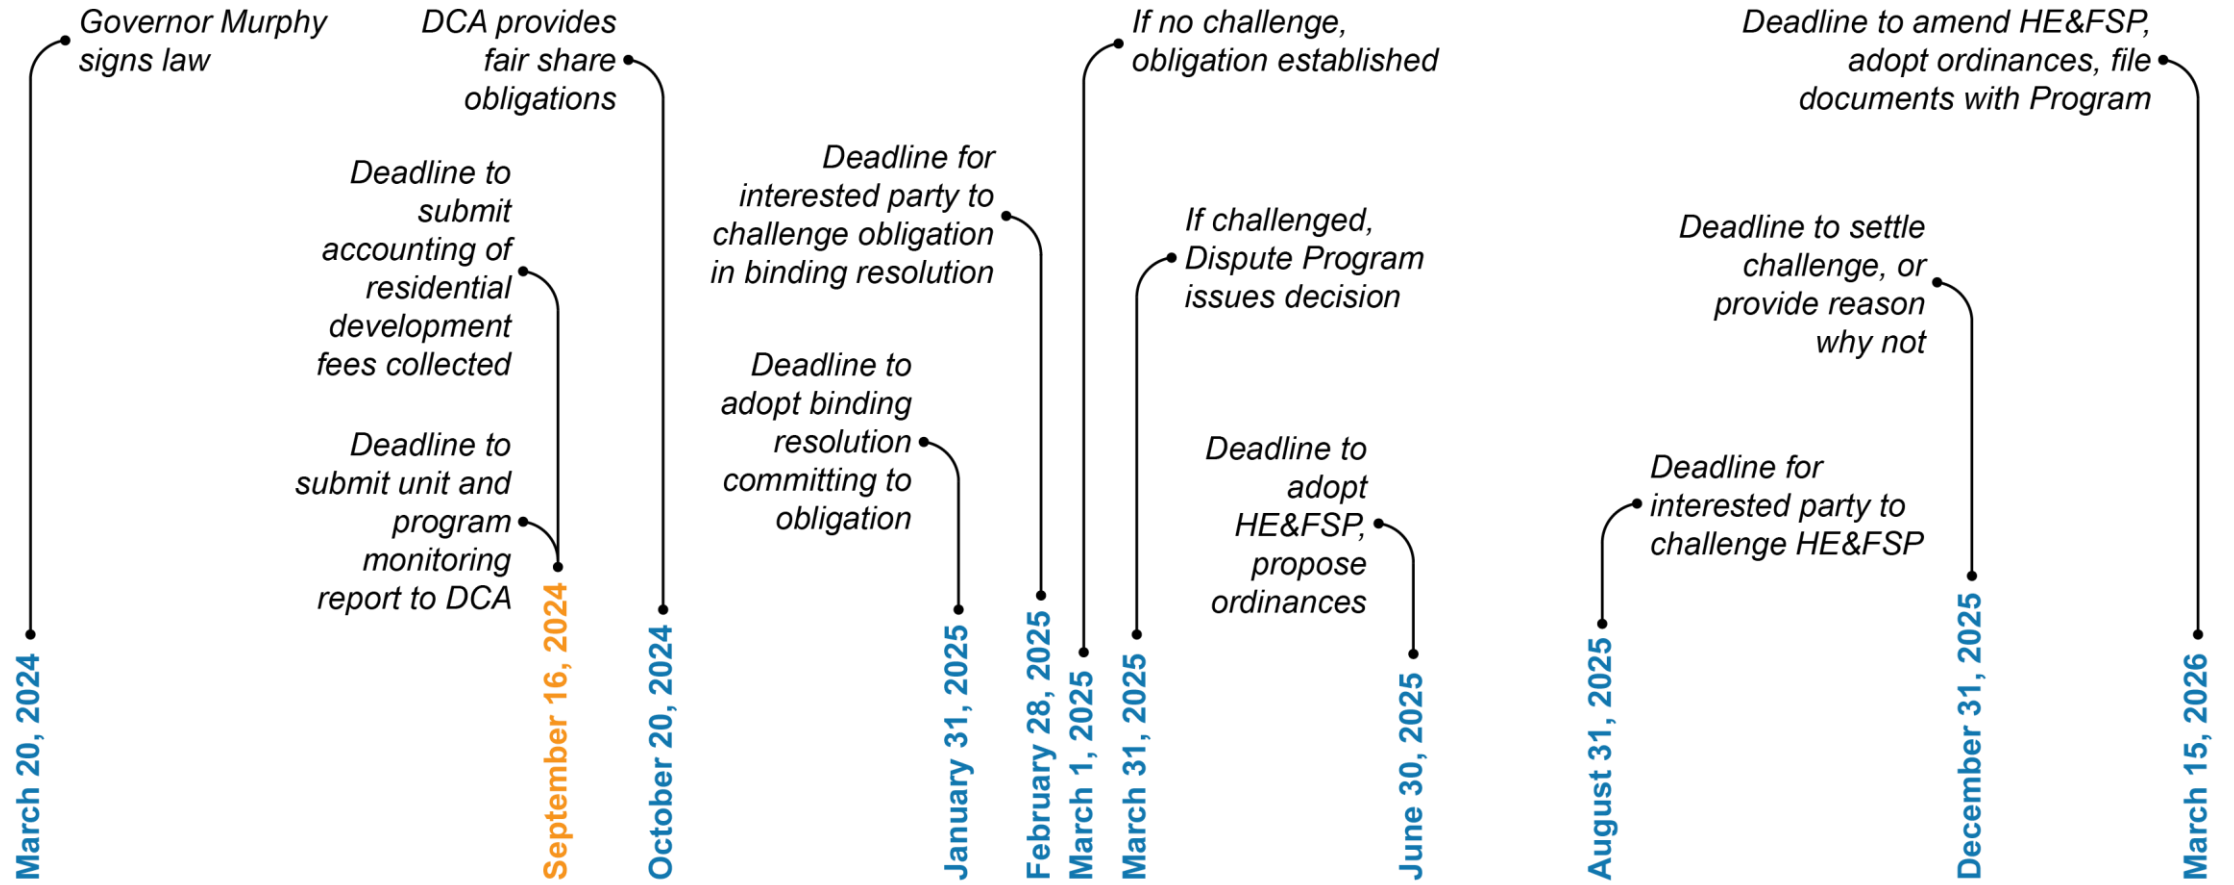 Governor Murphy
signs law
March 20, 2024
Deadline to
submit
accounting of
residential
development
fees collected
Deadline to
submit unit and
program
monitoring
report to DCA
September 16, 2024
DCA provides
fair share
obligations
October 20, 2024
Deadline to
adopt binding
resolution
committing to
obligation
January 31, 2025
Deadline for
interested party to
challenge obligation
in binding resolution
February 28, 2025
If no challenge,
obligation established
March 1, 2025
If challenged,
Dispute Program
issues decision
March 31, 2025
Deadline to
adopt
HE&FSP,
propose
ordinances
June 30, 2025
Deadline for
interested party to
challenge HE&FSP
August 31, 2025
Deadline to settle
challenge, or
provide reason
why not
December 31, 2025
Deadline to amend HE&FSP,
adopt ordinances, file
documents with Program
March 15, 2026